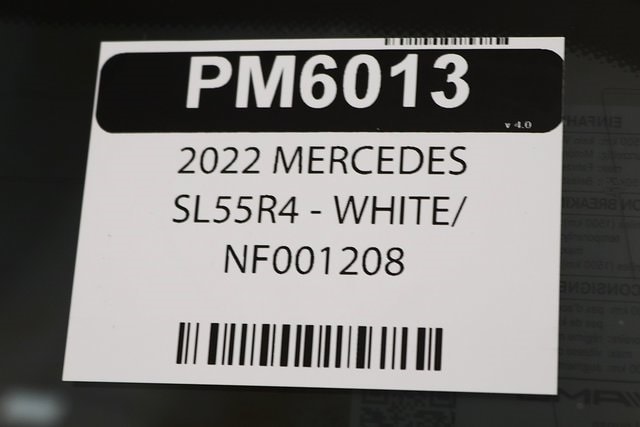 PM6013
v 4.0
2022 MERCEDES
SL55R4 - WHITE/
NF001208